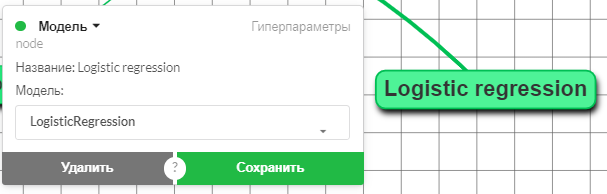 Модель
Гиперпараметры
node
Название: Logistic regression
Модель:
LogisticRegression
Удалить
?
Сохранить
Logistic regression